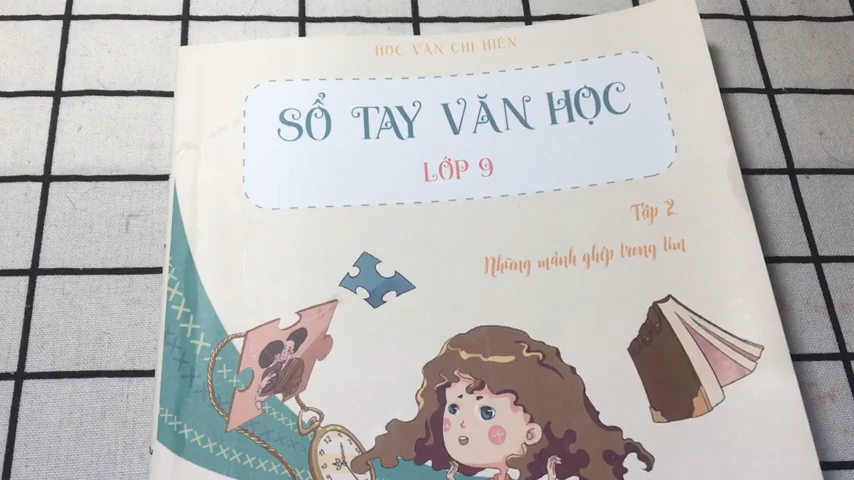 HỌC VĂN CHỊ HIÊN
SỔ TAY VĂN HỌC
LỚP 9
Tập 2
Những mảnh ghép trong tim